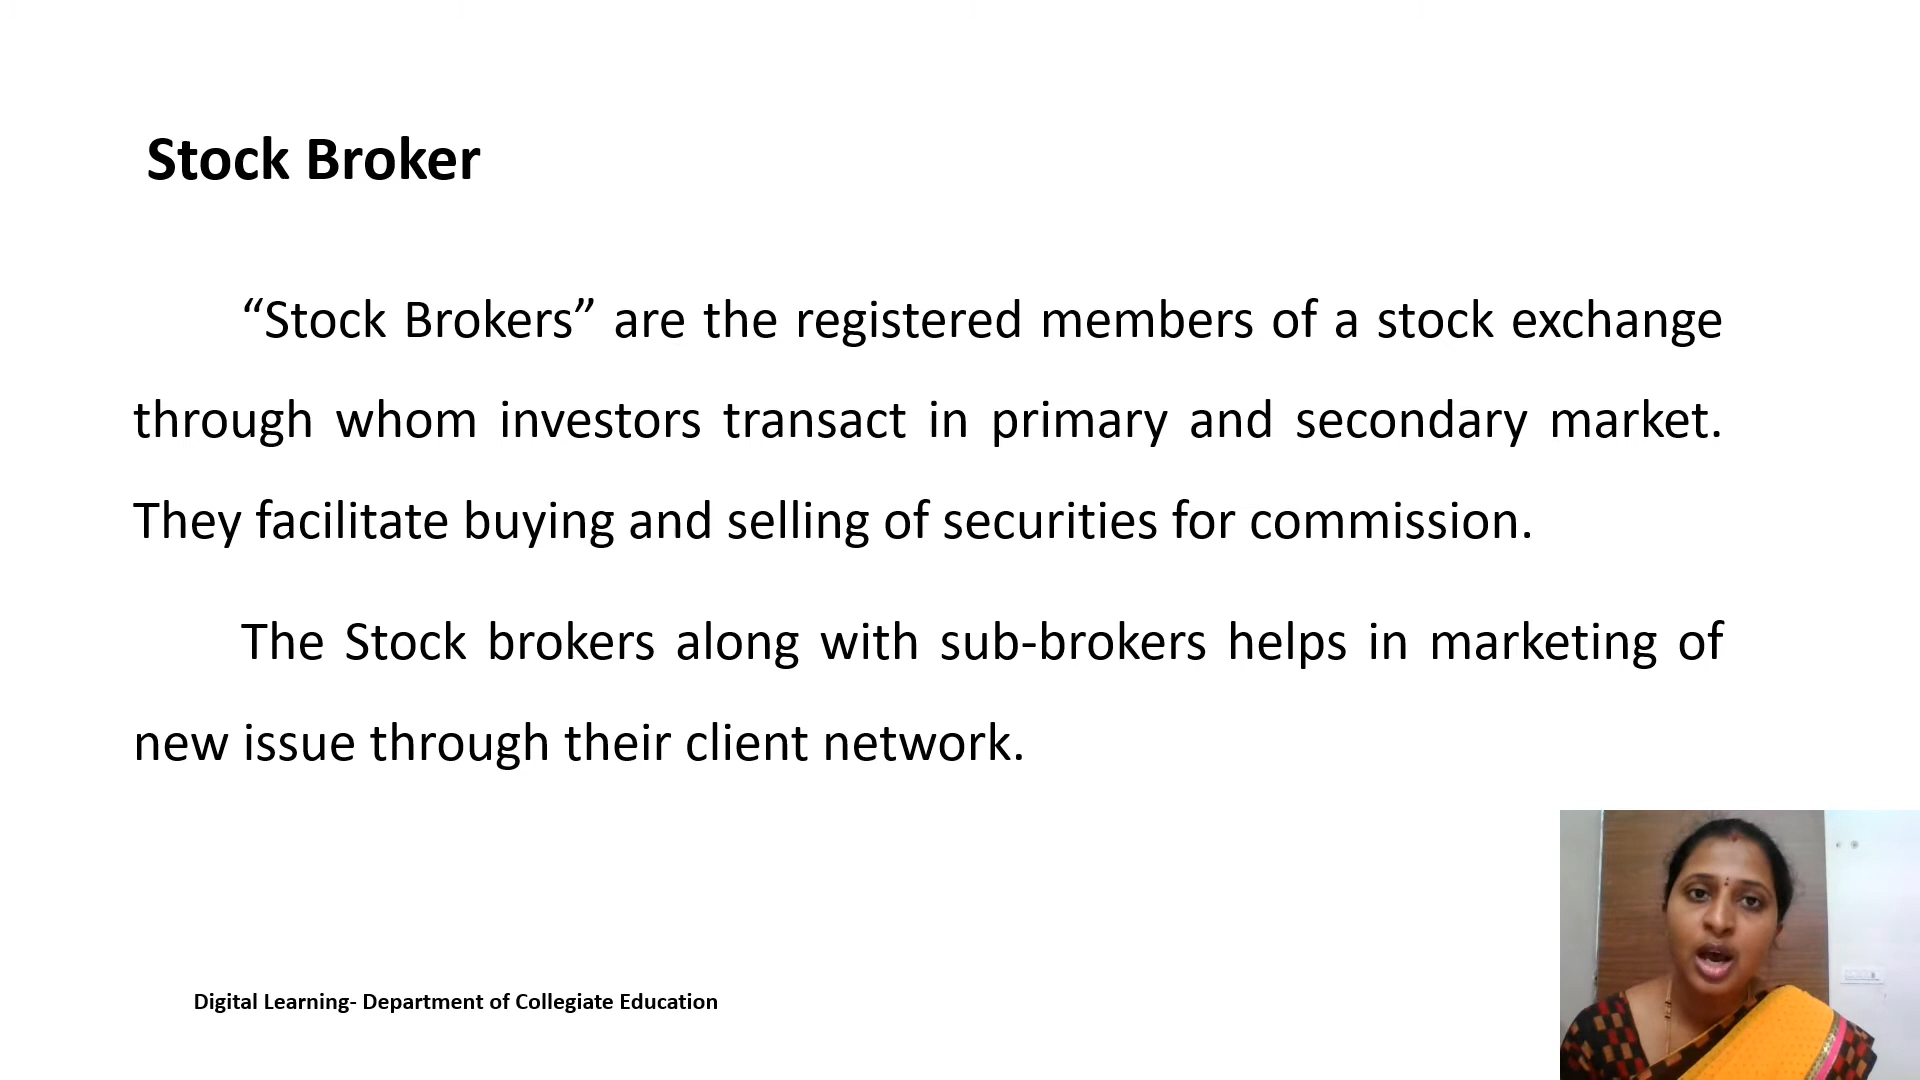 Stock Broker
“Stock Brokers” are the registered members of a stock exchange
through whom investors transact in primary and secondary market.
They facilitate buying and selling of securities for commission.
The Stock brokers along with sub-brokers helps in marketing of
new issue through their client network.
Digital Learning- Department of Collegiate Education